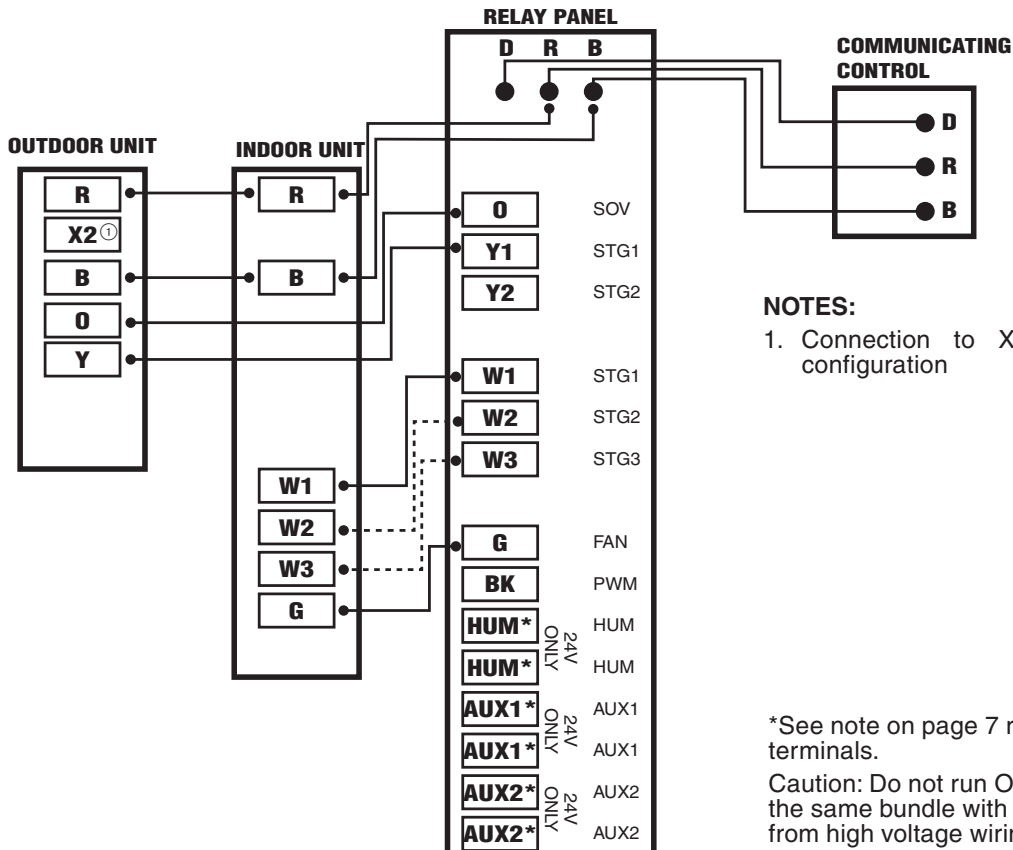 RELAY PANEL
D R B
COMMUNICATING
CONTROL
D
R
B
OUTDOOR UNIT
R
X2 ①
B
O
Y
INDOOR UNIT
R
B
W1
W2
W3
G
O SOV
Y1 STG1
Y2 STG2
W1 STG1
W2 STG2
W3 STG3
G FAN
BK PWM
HUM* HUM
HUM* HUM
24V
ONLY
AUX1* AUX1
AUX1* AUX1
24V
ONLY
AUX2* AUX2
AUX2* AUX2
24V
ONLY
NOTES:
1. Connection to X
configuration
*See note on page 7 r
terminals.
Caution: Do not run O
the same bundle with
from high voltage wirin